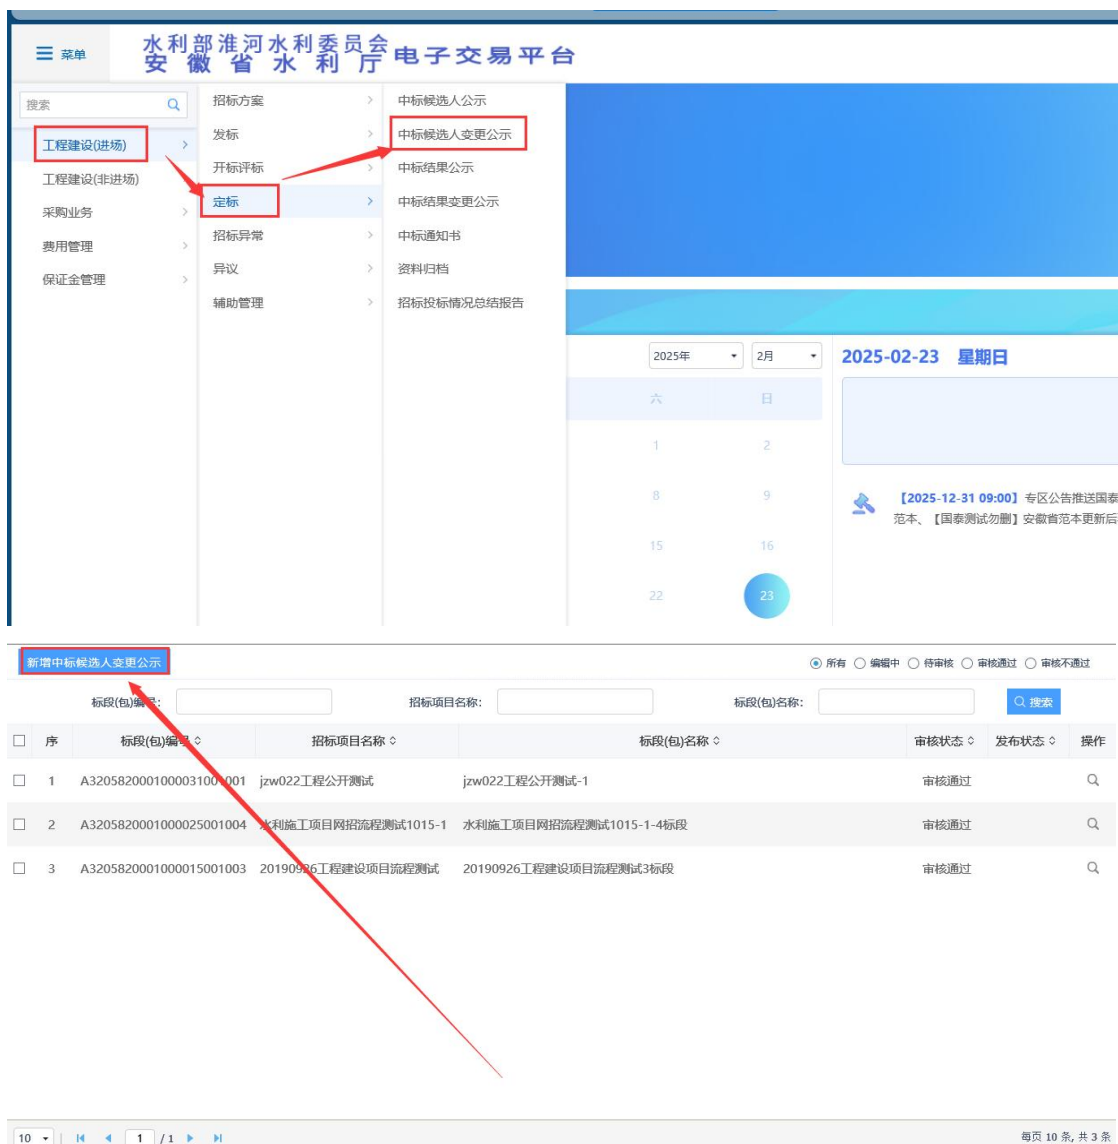 菜单
水利部淮河水利委员会
安徽省水利厅
电子交易平台
搜索
工程建设(进场)
工程建设(非进场)
采购业务
费用管理
保证金管理
招标方案
发标
开标评标
定标
招标异常
异议
辅助管理
中标候选人公示
中标候选人变更公示
中标结果公示
中标结果变更公示
中标通知书
资料归档
招标投标情况总结报告
2025年 2月
六 日
1 2
8 9
15 16
22 23
2025-02-23 星期日
【2025-12-31 09:00】专区公告推送国泰
范本、【国泰测试勿删】安徽省范本更新后
新增中标候选人变更公示
所有 编辑中 待审核 审核通过 审核不通过
标段(包)编号: 招标项目名称: 标段(包)名称: 搜索
序 标段(包)编号 招标项目名称 标段(包)名称 审核状态 发布状态 操作
1 A3205820001000031001001 jzw022工程公开测试 jzw022工程公开测试-1 审核通过
2 A3205820001000025001004 水利施工项目网招流程测试1015-1 水利施工项目网招流程测试1015-1-4标段 审核通过
3 A3205820001000015001003 20190926工程建设项目流程测试 20190926工程建设项目流程测试3标段 审核通过
10 1 / 1 每页 10 条, 共 3 条